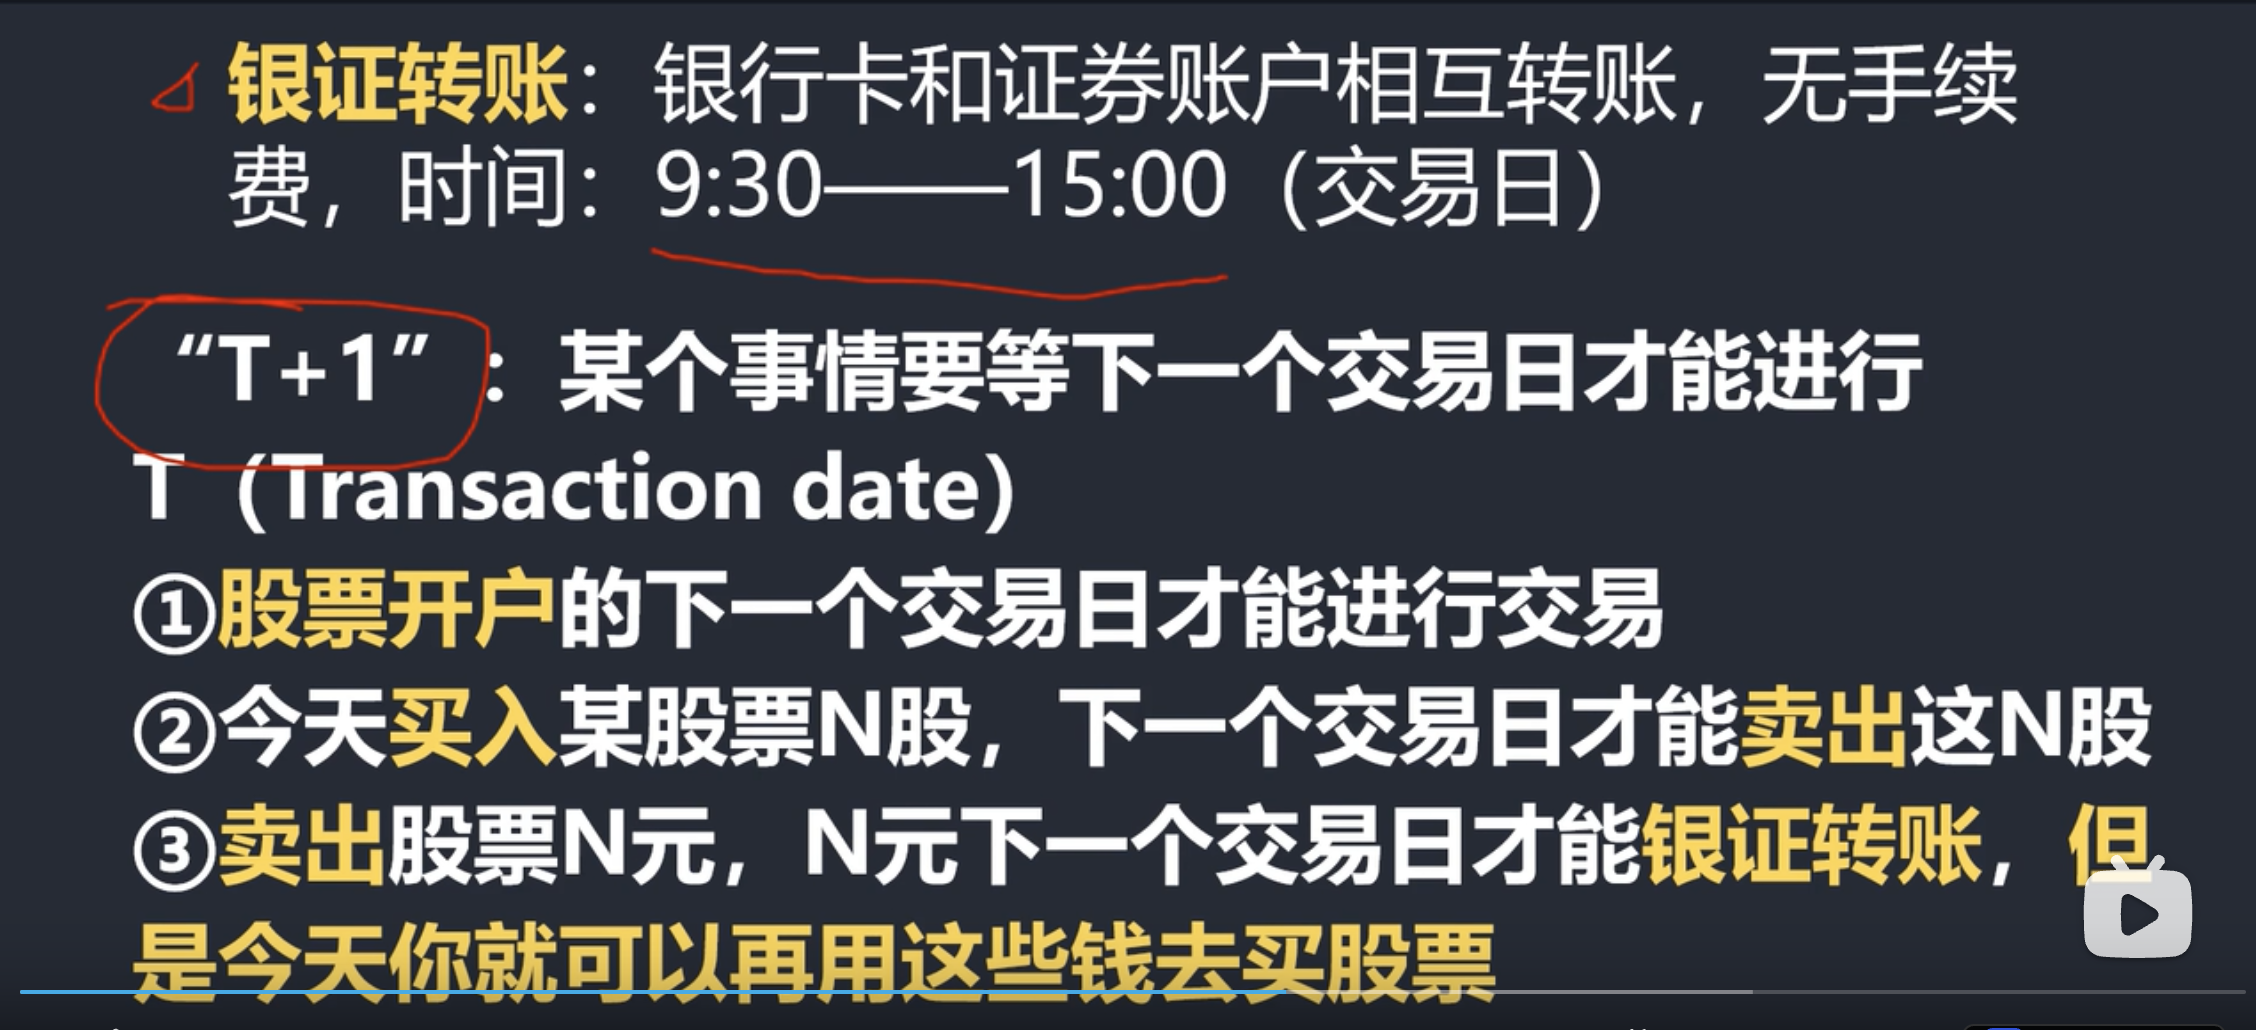 银证转账：银行卡和证券账户相互转账，无手续
费，时间：9:30——15:00（交易日）
“T+1”：某个事情要等下一个交易日才能进行
T（Transaction date）
①股票开户的下一个交易日才能进行交易
②今天买入某股票N股，下一个交易日才能卖出这N股
③卖出股票N元，N元下一个交易日才能银证转账，但
是今天你就可以再用这些钱去买股票